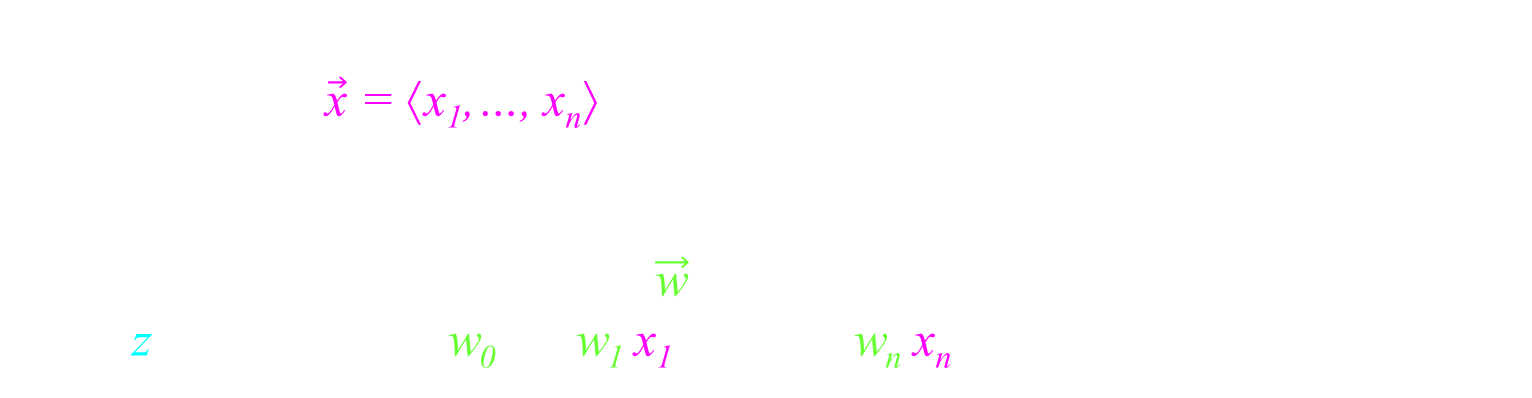 x⃗ = ⟨x₁, ..., xₙ⟩
w⃗
z w₀ w₁ x₁ wₙ xₙ